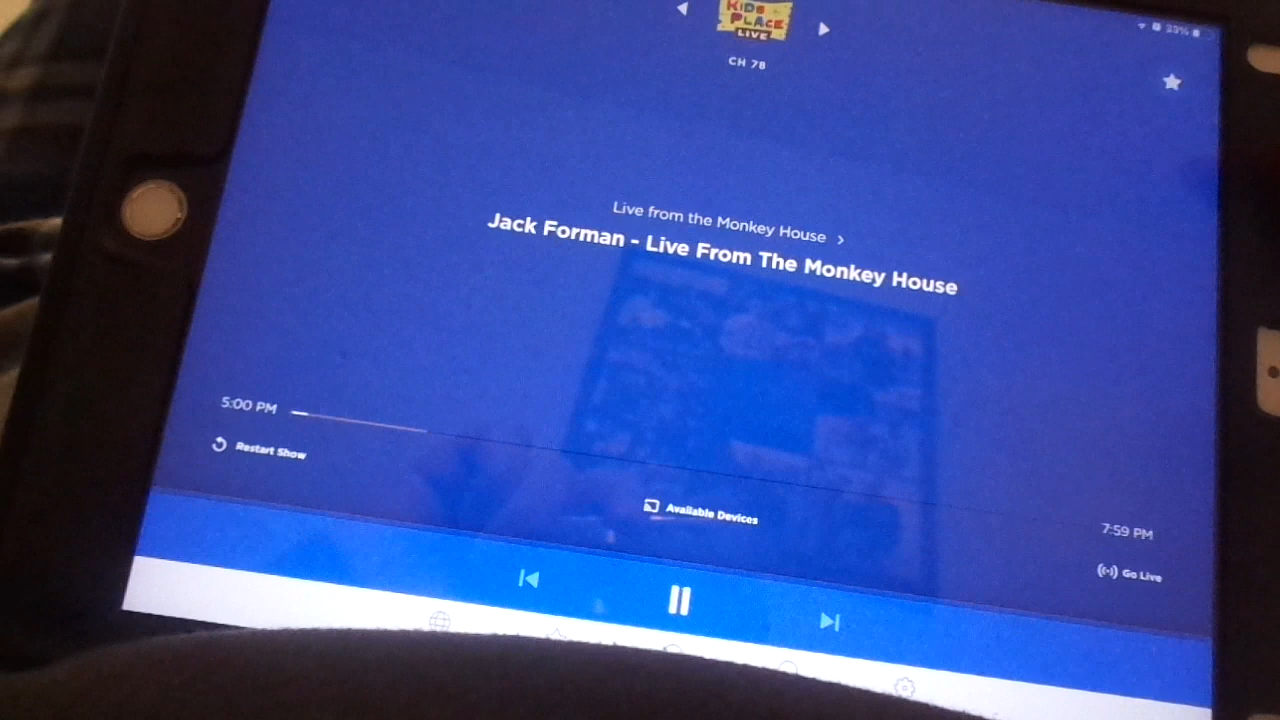 KIDS
PLACE
LIVE
CH 78
Live from the Monkey House
Jack Forman - Live From The Monkey House
5:00 PM
Restart Show
Available Devices
7:59 PM
Go Live